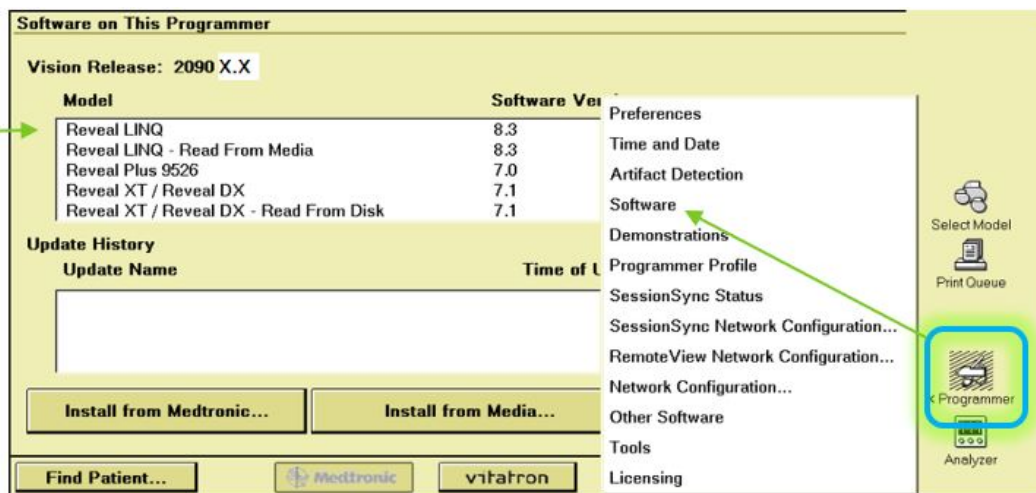 Software on This Programmer
Vision Release: 2090 X.X
Model Software Ver
Reveal LINQ 8.3
Reveal LINQ - Read From Media 8.3
Reveal Plus 9526 7.0
Reveal XT / Reveal DX 7.1
Reveal XT / Reveal DX - Read From Disk 7.1
Update History
Update Name Time of U
Install from Medtronic...
Install from Media...
Find Patient...
Medtronic
vitatron
Preferences
Time and Date
Artifact Detection
Software
Demonstrations
Programmer Profile
SessionSync Status
SessionSync Network Configuration...
RemoteView Network Configuration...
Network Configuration...
Other Software
Tools
Licensing
Select Model
Print Queue
< Programmer
Analyzer